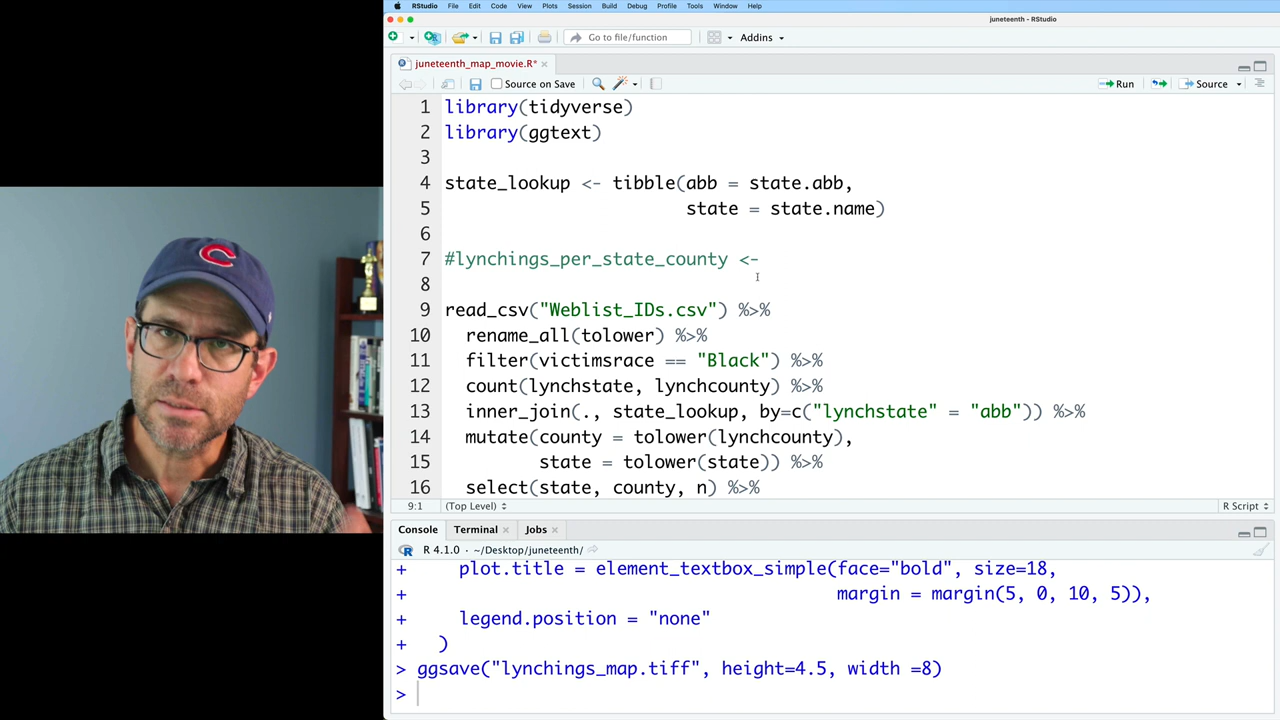 RStudio File Edit Code View Plots Session Build Debug Profile Tools Window Help
juneteenth - RStudio
Go to file/function Addins
juneteenth_map_movie.R*
Source on Save Run Source
1 library(tidyverse)
2 library(ggtext)
3
4 state_lookup <- tibble(abb = state.abb,
5 state = state.name)
6
7 #lynchings_per_state_county <-
8
9 read_csv("Weblist_IDs.csv") %>%
10 rename_all(tolower) %>%
11 filter(victimsrace == "Black") %>%
12 count(lynchstate, lynchcounty) %>%
13 inner_join(., state_lookup, by=c("lynchstate" = "abb")) %>%
14 mutate(county = tolower(lynchcounty),
15 state = tolower(state)) %>%
16 select(state, county, n) %>%
9:1 (Top Level) R Script
Console Terminal Jobs
R 4.1.0 · ~/Desktop/juneteenth/
+ plot.title = element_textbox_simple(face="bold", size=18,
+ margin = margin(5, 0, 10, 5)),
+ legend.position = "none"
+ )
> ggsave("lynchings_map.tiff", height=4.5, width =8)
>